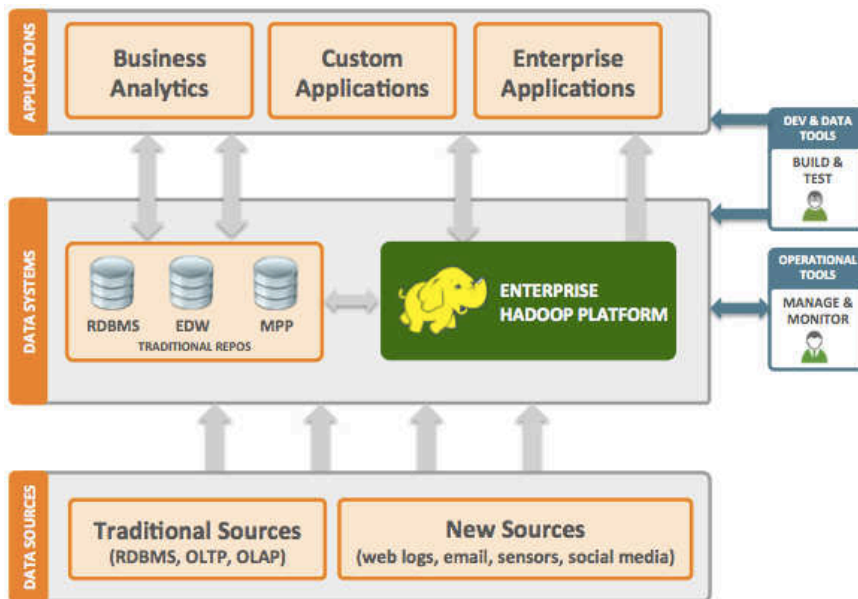 APPLICATIONS
Business
Analytics
Custom
Applications
Enterprise
Applications
DEV & DATA
TOOLS
BUILD &
TEST
DATA SYSTEMS
RDBMS
EDW
MPP
TRADITIONAL REPOS
ENTERPRISE
HADOOP PLATFORM
OPERATIONAL
TOOLS
MANAGE &
MONITOR
DATA SOURCES
Traditional Sources
(RDBMS, OLTP, OLAP)
New Sources
(web logs, email, sensors, social media)